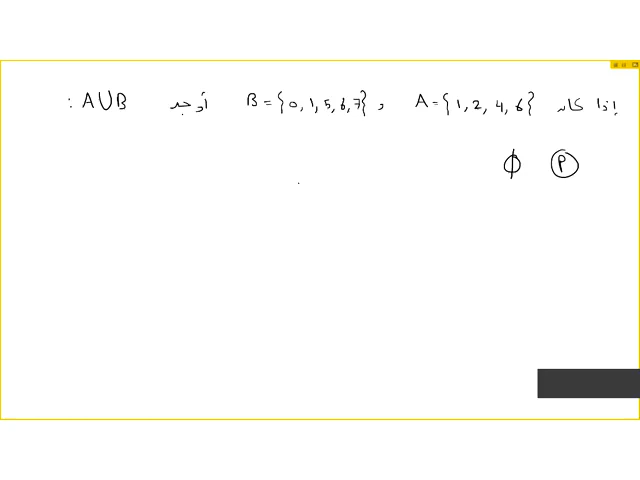 إذا كان A={1,2,4,6} و B={0,1,5,6,7} أوجد A∪B :
P ϕ